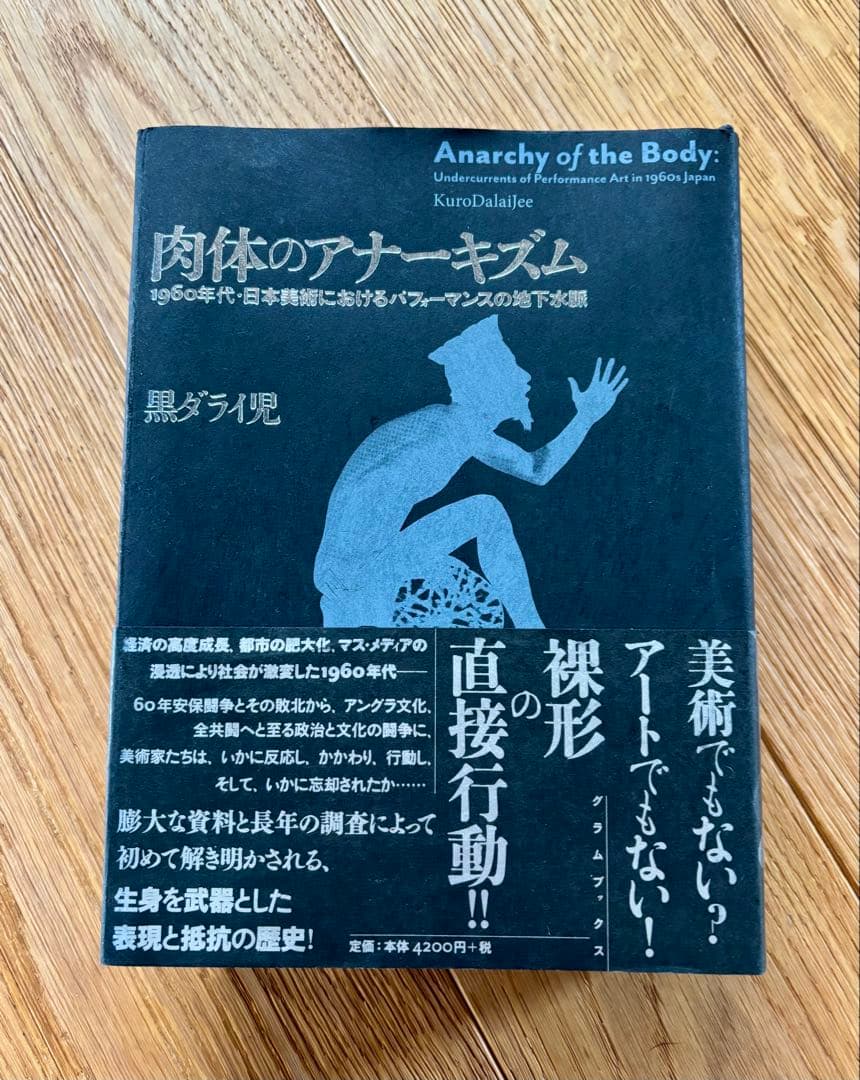 Anarchy of the Body:
Undercurrents of Performance Art in 1960s Japan
KuroDalaiJee
肉体のアナーキズム
1960年代・日本美術におけるパフォーマンスの地下水脈
黒ダライ児
美術でもない?
アートでもない!
裸形
の
直接行動!!
グラムブックス
経済の高度成長、都市の肥大化、マス・メディアの
浸透により社会が激変した1960年代――
60年安保闘争とその敗北から、アングラ文化、
全共闘へと至る政治と文化の闘争に、
美術家たちは、いかに反応し、かかわり、行動し、
そして、いかに忘却されたか……
膨大な資料と長年の調査によって
初めて解き明かされる、
生身を武器とした
表現と抵抗の歴史!
定価:本体 4200円+税